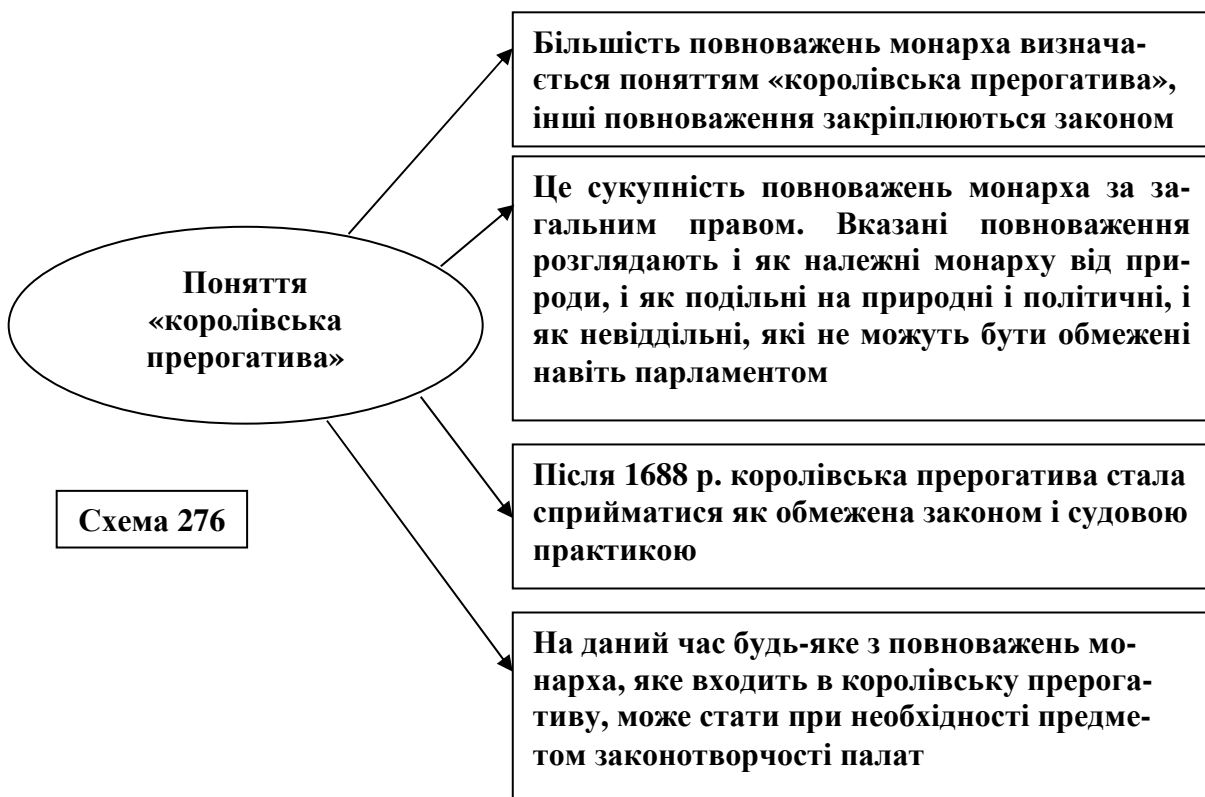 Більшість повноважень монарха визнача-
ється поняттям «королівська прерогатива»,
інші повноваження закріплюються законом
Це сукупність повноважень монарха за за-
гальним правом. Вказані повноваження
розглядають і як належні монарху від при-
роди, і як подільні на природні і політичні, і
як невіддільні, які не можуть бути обмежені
навіть парламентом
Поняття
«королівська
прерогатива»
Після 1688 р. королівська прерогатива стала
сприйматися як обмежена законом і судовою
практикою
Схема 276
На даний час будь-яке з повноважень мо-
нарха, яке входить в королівську прерога-
тиву, може стати при необхідності предме-
том законотворчості палат